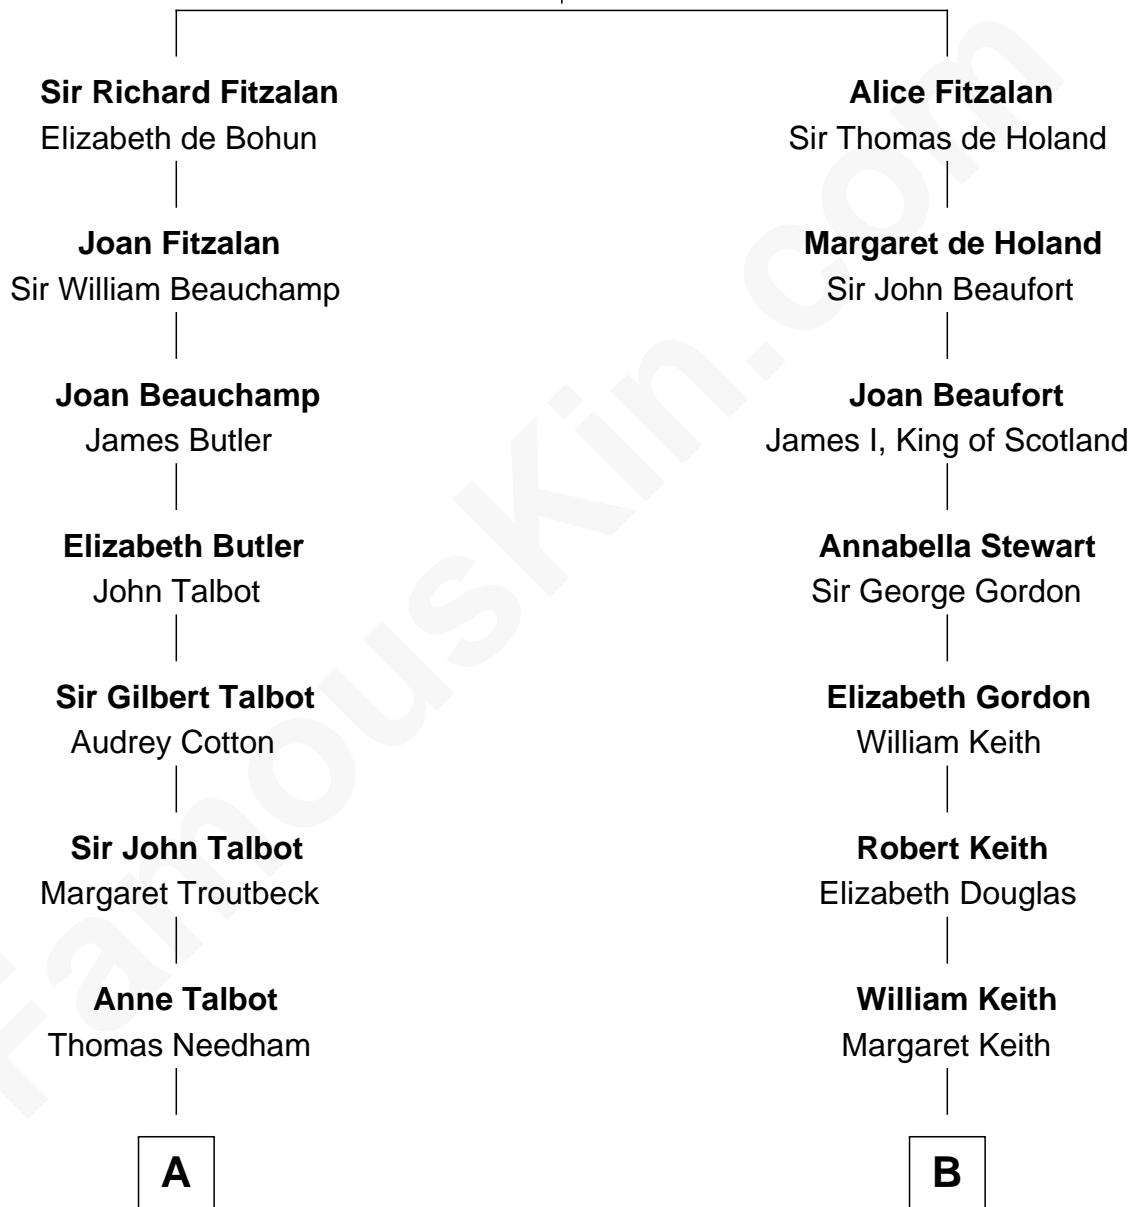 Sir Richard Fitzalan
Elizabeth de Bohun
Joan Fitzalan
Sir William Beauchamp
Joan Beauchamp
James Butler
Elizabeth Butler
John Talbot
Sir Gilbert Talbot
Audrey Cotton
Sir John Talbot
Margaret Troutbeck
Anne Talbot
Thomas Needham
A
Alice Fitzalan
Sir Thomas de Holand
Margaret de Holand
Sir John Beaufort
Joan Beaufort
James I, King of Scotland
Annabella Stewart
Sir George Gordon
Elizabeth Gordon
William Keith
Robert Keith
Elizabeth Douglas
William Keith
Margaret Keith
B
FamousKin.com